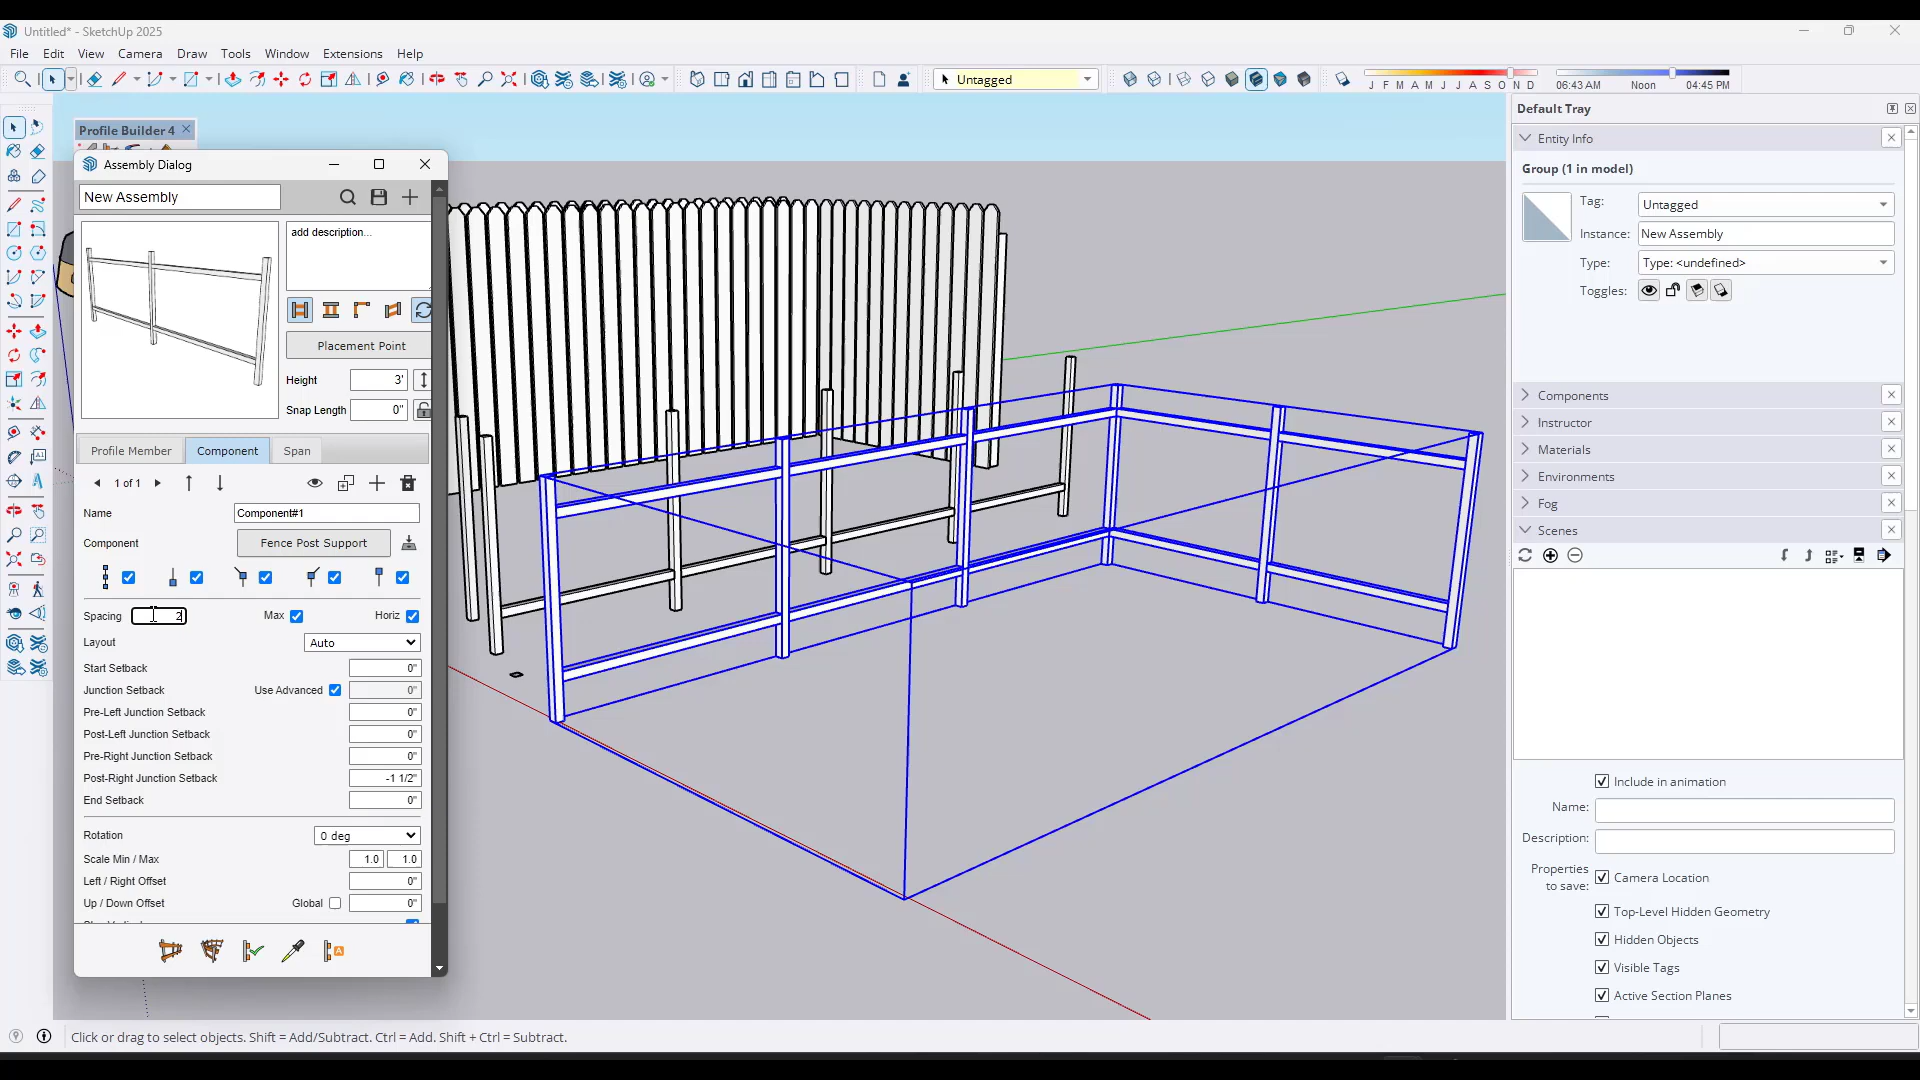 Untitled* - SketchUp 2025
File Edit View Camera Draw Tools Window Extensions Help
Untagged
J F M A M J J A S O N D
06:43 AM Noon 04:45 PM
Profile Builder 4
Assembly Dialog
New Assembly
add description...
Placement Point
Height 3'
Snap Length 0"
Profile Member Component Span
1 of 1
Name Component#1
Component Fence Post Support
Spacing 2 Max Horiz
Layout Auto
Start Setback 0"
Junction Setback Use Advanced 0"
Pre-Left Junction Setback 0"
Post-Left Junction Setback 0"
Pre-Right Junction Setback 0"
Post-Right Junction Setback -1 1/2"
End Setback 0"
Rotation 0 deg
Scale Min / Max 1.0 1.0
Left / Right Offset 0"
Up / Down Offset Global 0"
Default Tray
Entity Info
Group (1 in model)
Tag: Untagged
Instance: New Assembly
Type: Type: <undefined>
Toggles:
Components
Instructor
Materials
Environments
Fog
Scenes
Include in animation
Name:
Description:
Properties
to save:
Camera Location
Top-Level Hidden Geometry
Hidden Objects
Visible Tags
Active Section Planes
Click or drag to select objects. Shift = Add/Subtract. Ctrl = Add. Shift + Ctrl = Subtract.